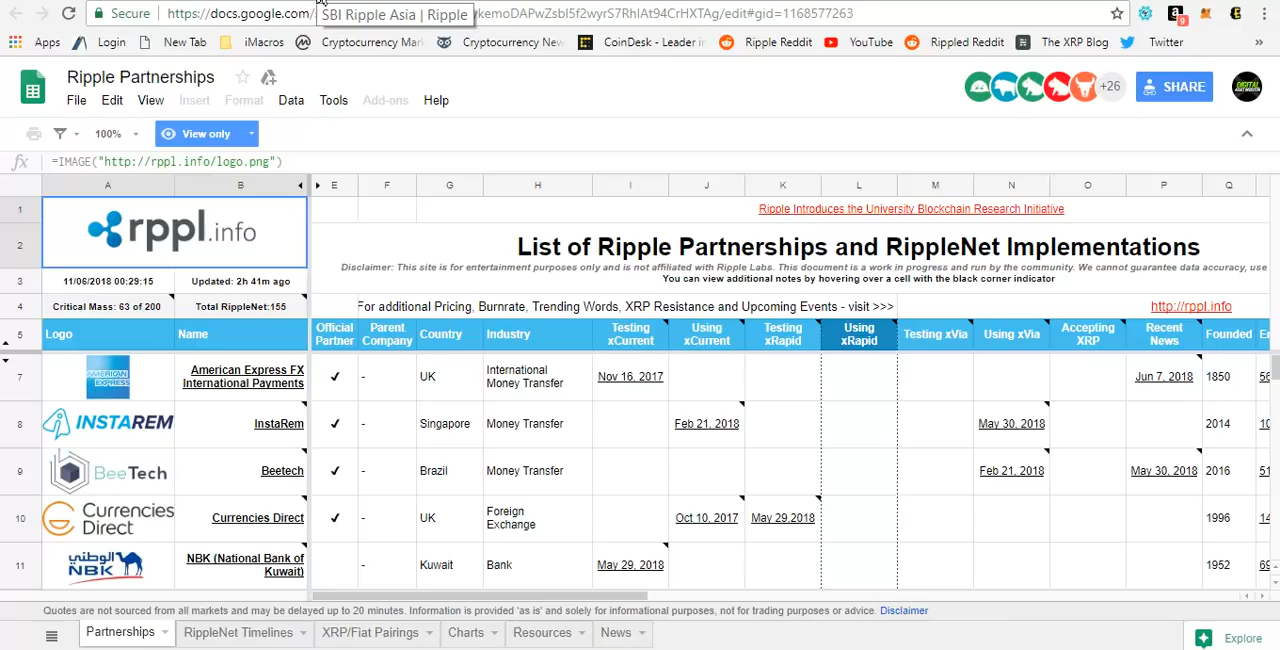 Secure https://docs.google.com/ SBI Ripple Asia | Ripple kemoDAPwZsbI5f2wyrS7RhIAt94CrHXTAg/edit#gid=1168577263
9
Apps Login New Tab iMacros Cryptocurrency Mar Cryptocurrency New CoinDesk - Leader in Ripple Reddit YouTube Rippled Reddit The XRP Blog Twitter »
Ripple Partnerships
File Edit View Insert Format Data Tools Add-ons Help
+26 SHARE
100% View only
fx =IMAGE("http://rppl.info/logo.png")
A B E F G H I J K L M N O P Q
1 Ripple Introduces the University Blockchain Research Initiative
rppl.info
2 List of Ripple Partnerships and RippleNet Implementations
Disclaimer: This site is for entertainment purposes only and is not affiliated with Ripple Labs. This document is a work in progress and run by the community. We cannot guarantee data accuracy, use
3 11/06/2018 00:29:15 Updated: 2h 41m ago You can view additional notes by hovering over a cell with the black corner indicator
4 Critical Mass: 63 of 200 Total RippleNet:155 For additional Pricing, Burnrate, Trending Words, XRP Resistance and Upcoming Events - visit >>> http://rppl.info
5 Logo Name Official Partner Parent Company Country Industry Testing xCurrent Using xCurrent Testing xRapid Using xRapid Testing xVia Using xVia Accepting XRP Recent News Founded
7 AMERICAN EXPRESS American Express FX International Payments ✔ - UK International Money Transfer Nov 16, 2017 Jun 7, 2018 1850
8 INSTAREM InstaRem ✔ - Singapore Money Transfer Feb 21, 2018 May 30, 2018 2014
9 BeeTech Beetech ✔ - Brazil Money Transfer Feb 21, 2018 May 30, 2018 2016
10 Currencies Direct Currencies Direct ✔ - UK Foreign Exchange Oct 10, 2017 May 29,2018 1996
11 الوطني NBK NBK (National Bank of Kuwait) - Kuwait Bank May 29, 2018 1952
Quotes are not sourced from all markets and may be delayed up to 20 minutes. Information is provided 'as is' and solely for informational purposes, not for trading purposes or advice. Disclaimer
Partnerships RippleNet Timelines XRP/Fiat Pairings Charts Resources News Explore